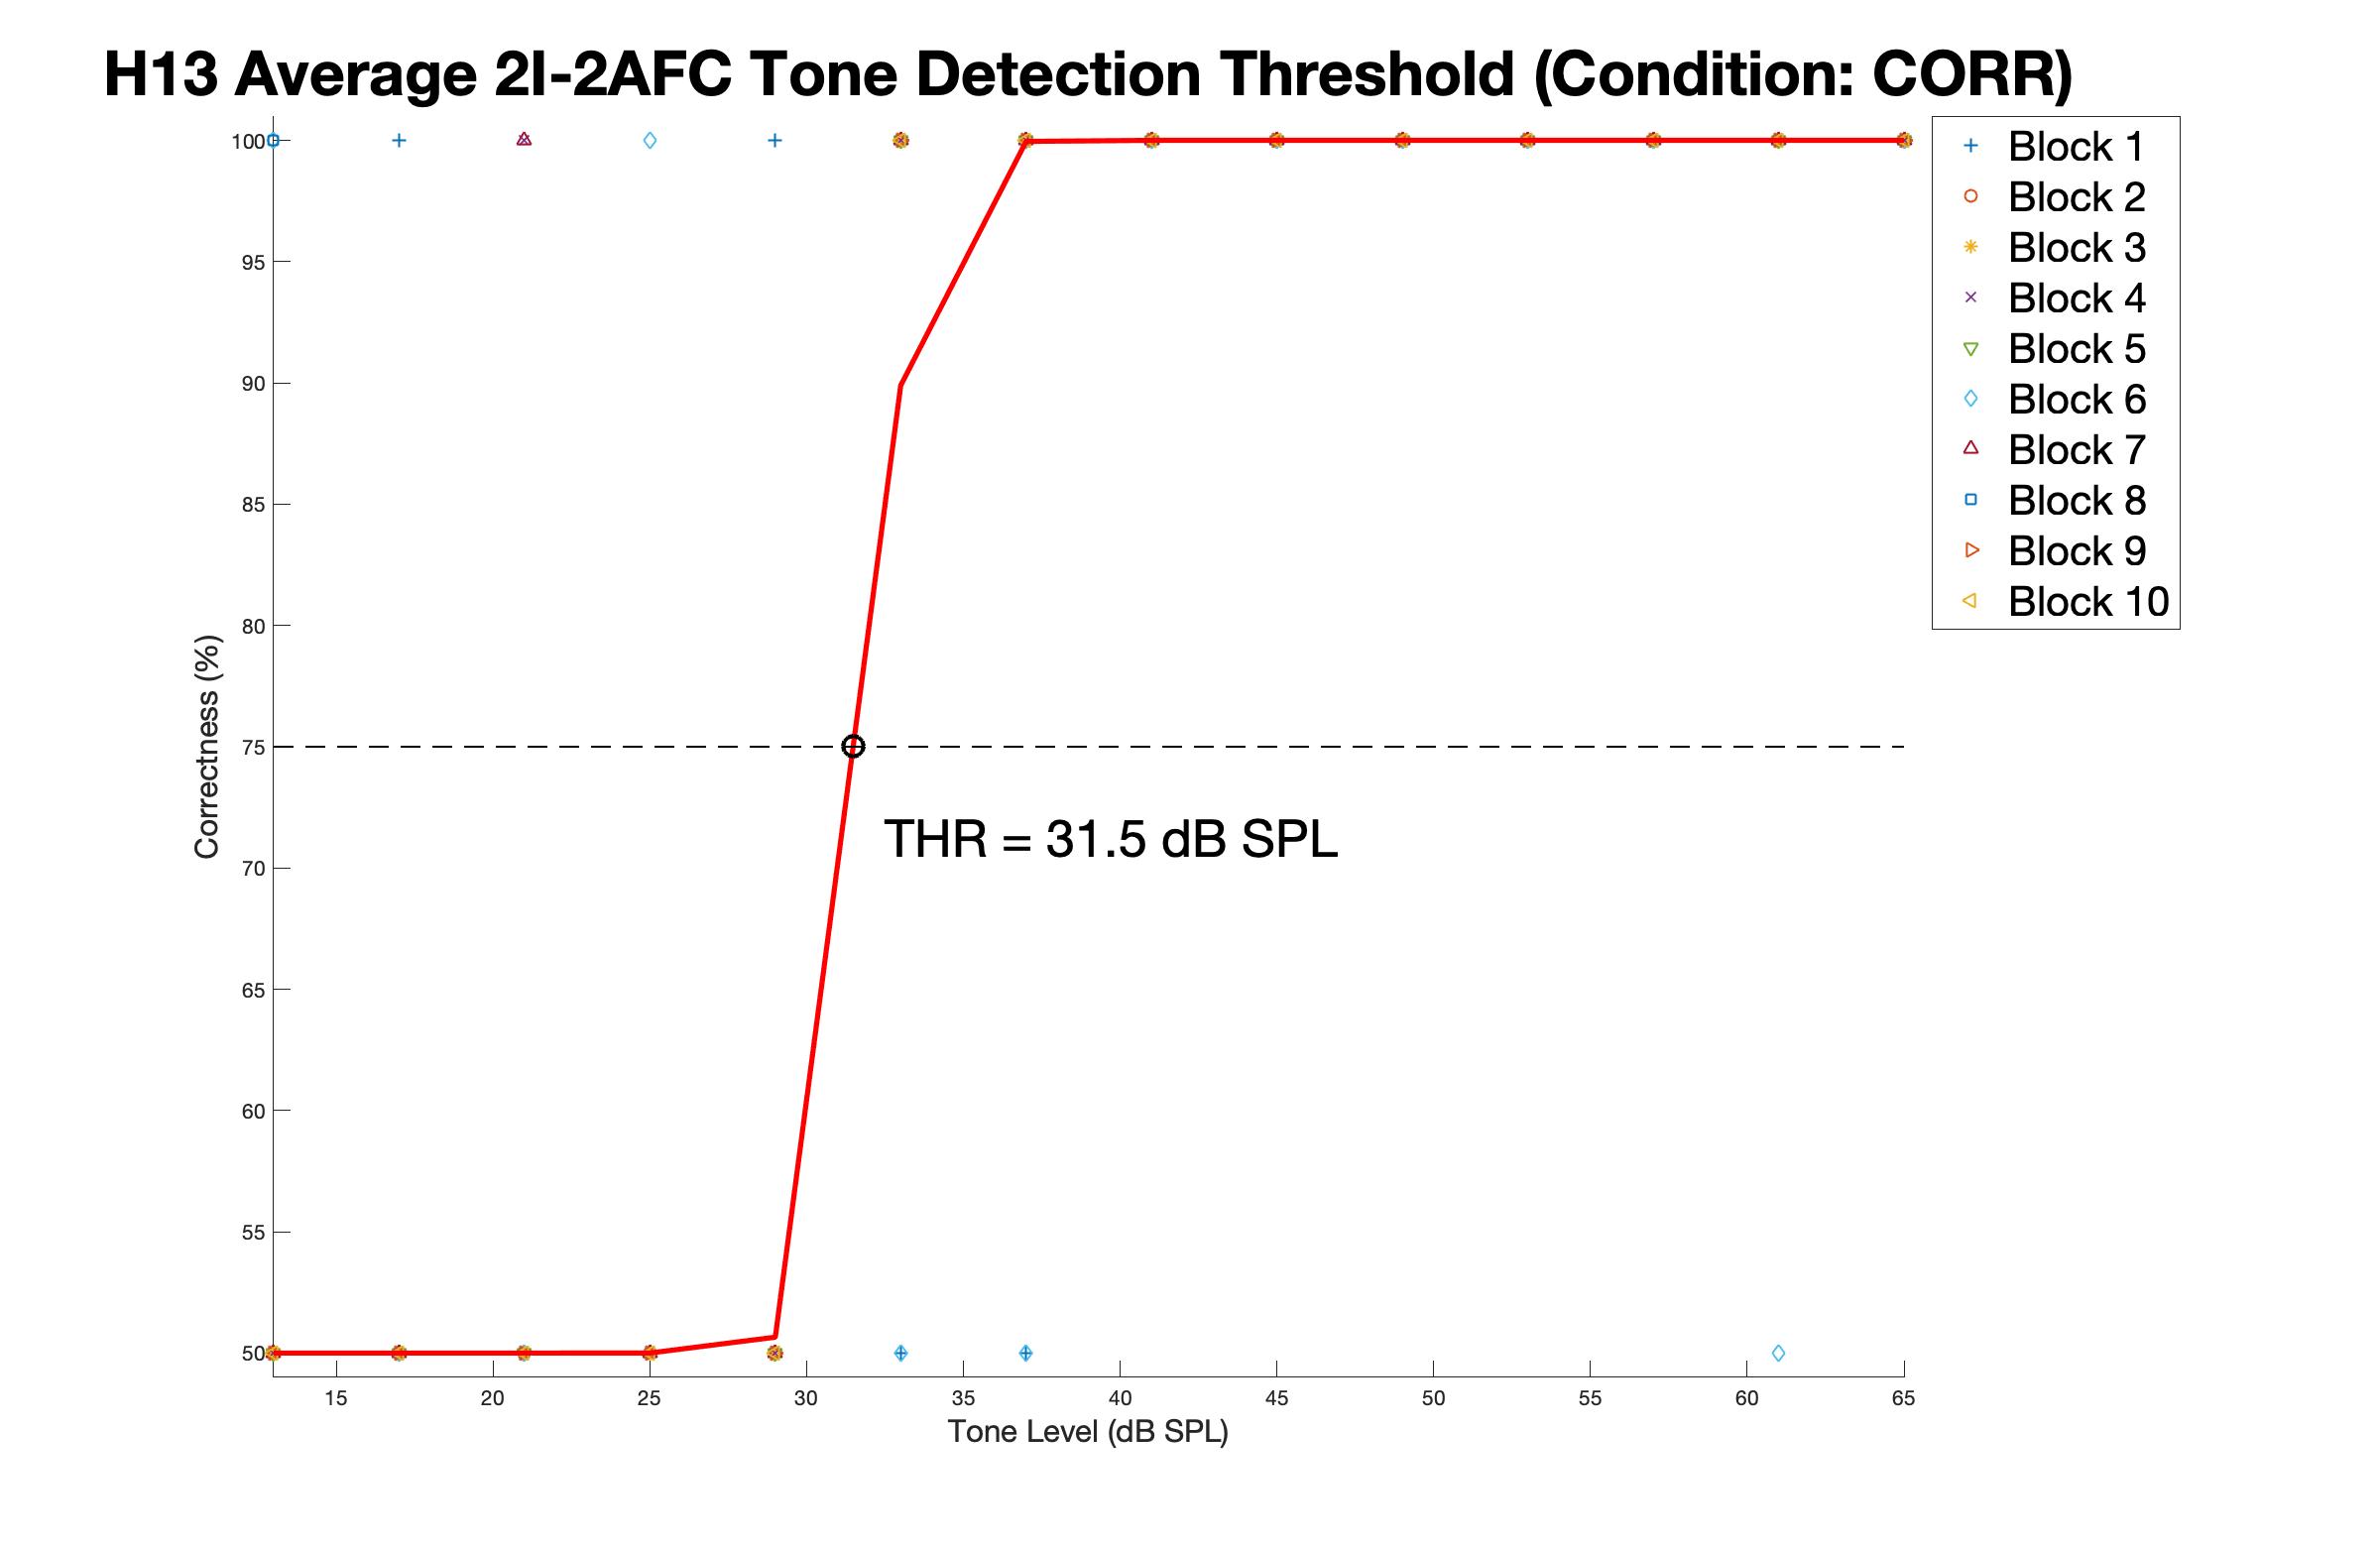 H13 Average 2I-2AFC Tone Detection Threshold (Condition: CORR)
100
95
90
85
80
75
70
65
60
55
50
Correctness (%)
THR = 31.5 dB SPL
15 20 25 30 35 40 45 50 55 60 65
Tone Level (dB SPL)
Block 1
Block 2
Block 3
Block 4
Block 5
Block 6
Block 7
Block 8
Block 9
Block 10